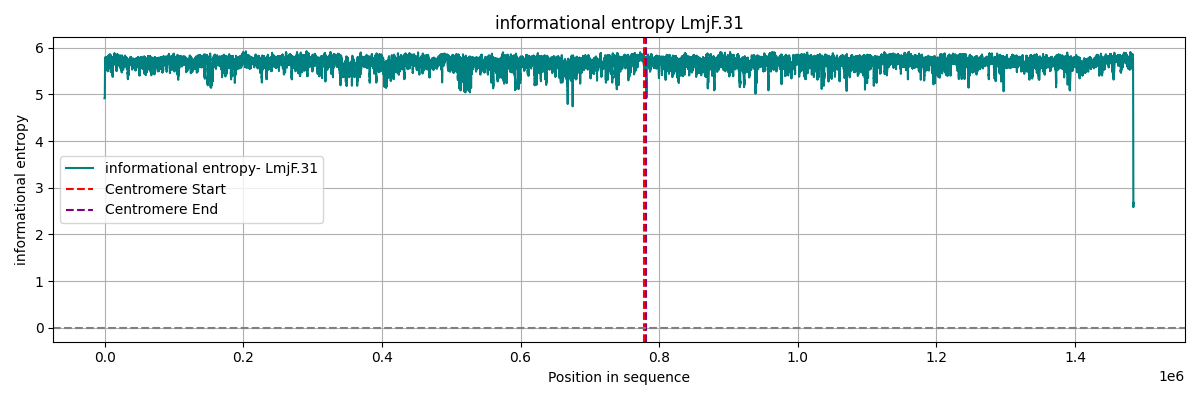 informational entropy LmjF.31
informational entropy
6
5
4
3
2
1
0
informational entropy- LmjF.31
Centromere Start
Centromere End
0.0 0.2 0.4 0.6 0.8 1.0 1.2 1.4
1e6
Position in sequence